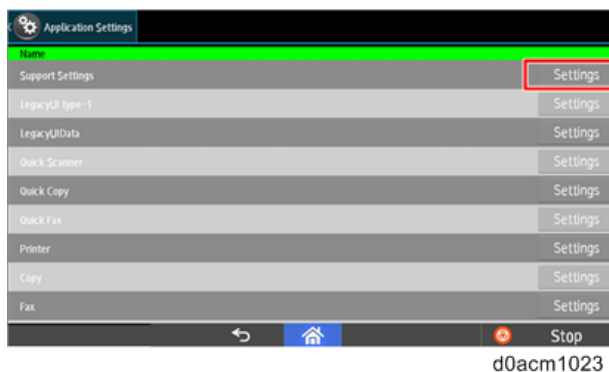 Application Settings
Name
Support Settings Settings
LegacyUI type-1 Settings
LegacyUIData Settings
Quick Scanner Settings
Quick Copy Settings
Quick Fax Settings
Printer Settings
Copy Settings
Fax Settings
Stop
d0acm1023